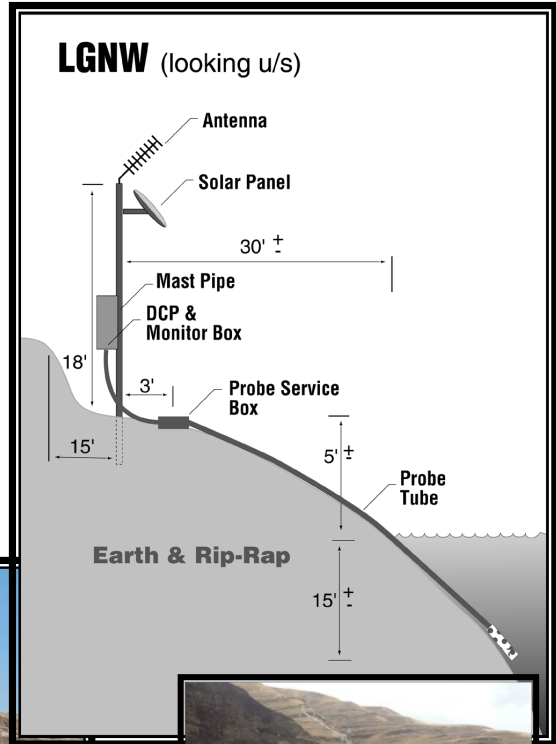 LGNW (looking u/s)
Antenna
Solar Panel
30' ±
Mast Pipe
DCP &
Monitor Box
18'
3'
Probe Service
Box
15'
5' ±
Probe
Tube
Earth & Rip-Rap
15' ±